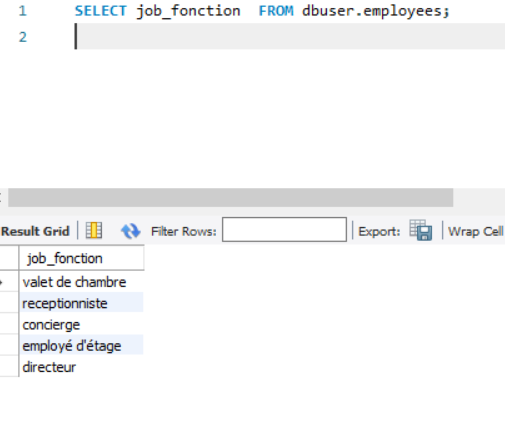 1 SELECT job_fonction FROM dbuser.employees;
2
Result Grid Filter Rows: Export: Wrap Cell
job_fonction
valet de chambre
receptionniste
concierge
employé d'étage
directeur